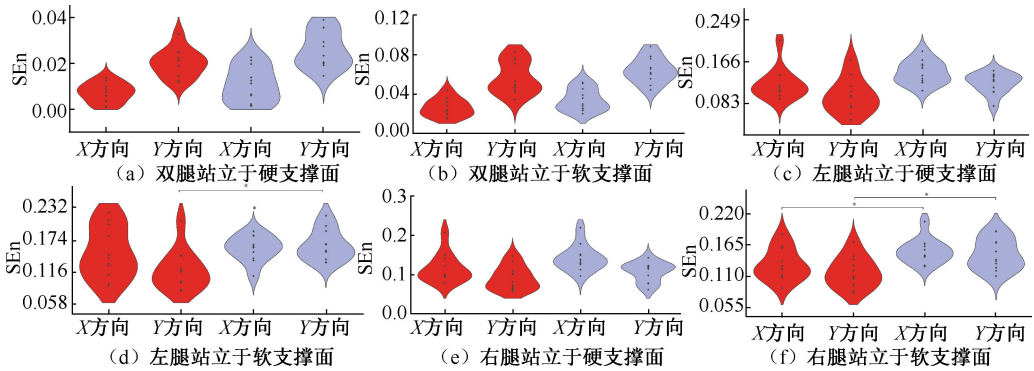 SEn
0.04
0.02
0.00
X方向 Y方向 X方向 Y方向
(a) 双腿站立于硬支撑面
SEn
0.12
0.08
0.04
0.00
X方向 Y方向 X方向 Y方向
(b) 双腿站立于软支撑面
SEn
0.249
0.166
0.083
X方向 Y方向 X方向 Y方向
(c) 左腿站立于硬支撑面
SEn
0.232
0.174
0.116
0.058
*
*
X方向 Y方向 X方向 Y方向
(d) 左腿站立于软支撑面
SEn
0.3
0.2
0.1
0.0
X方向 Y方向 X方向 Y方向
(e) 右腿站立于硬支撑面
SEn
0.220
0.165
0.110
0.055
*
*
X方向 Y方向 X方向 Y方向
(f) 右腿站立于软支撑面